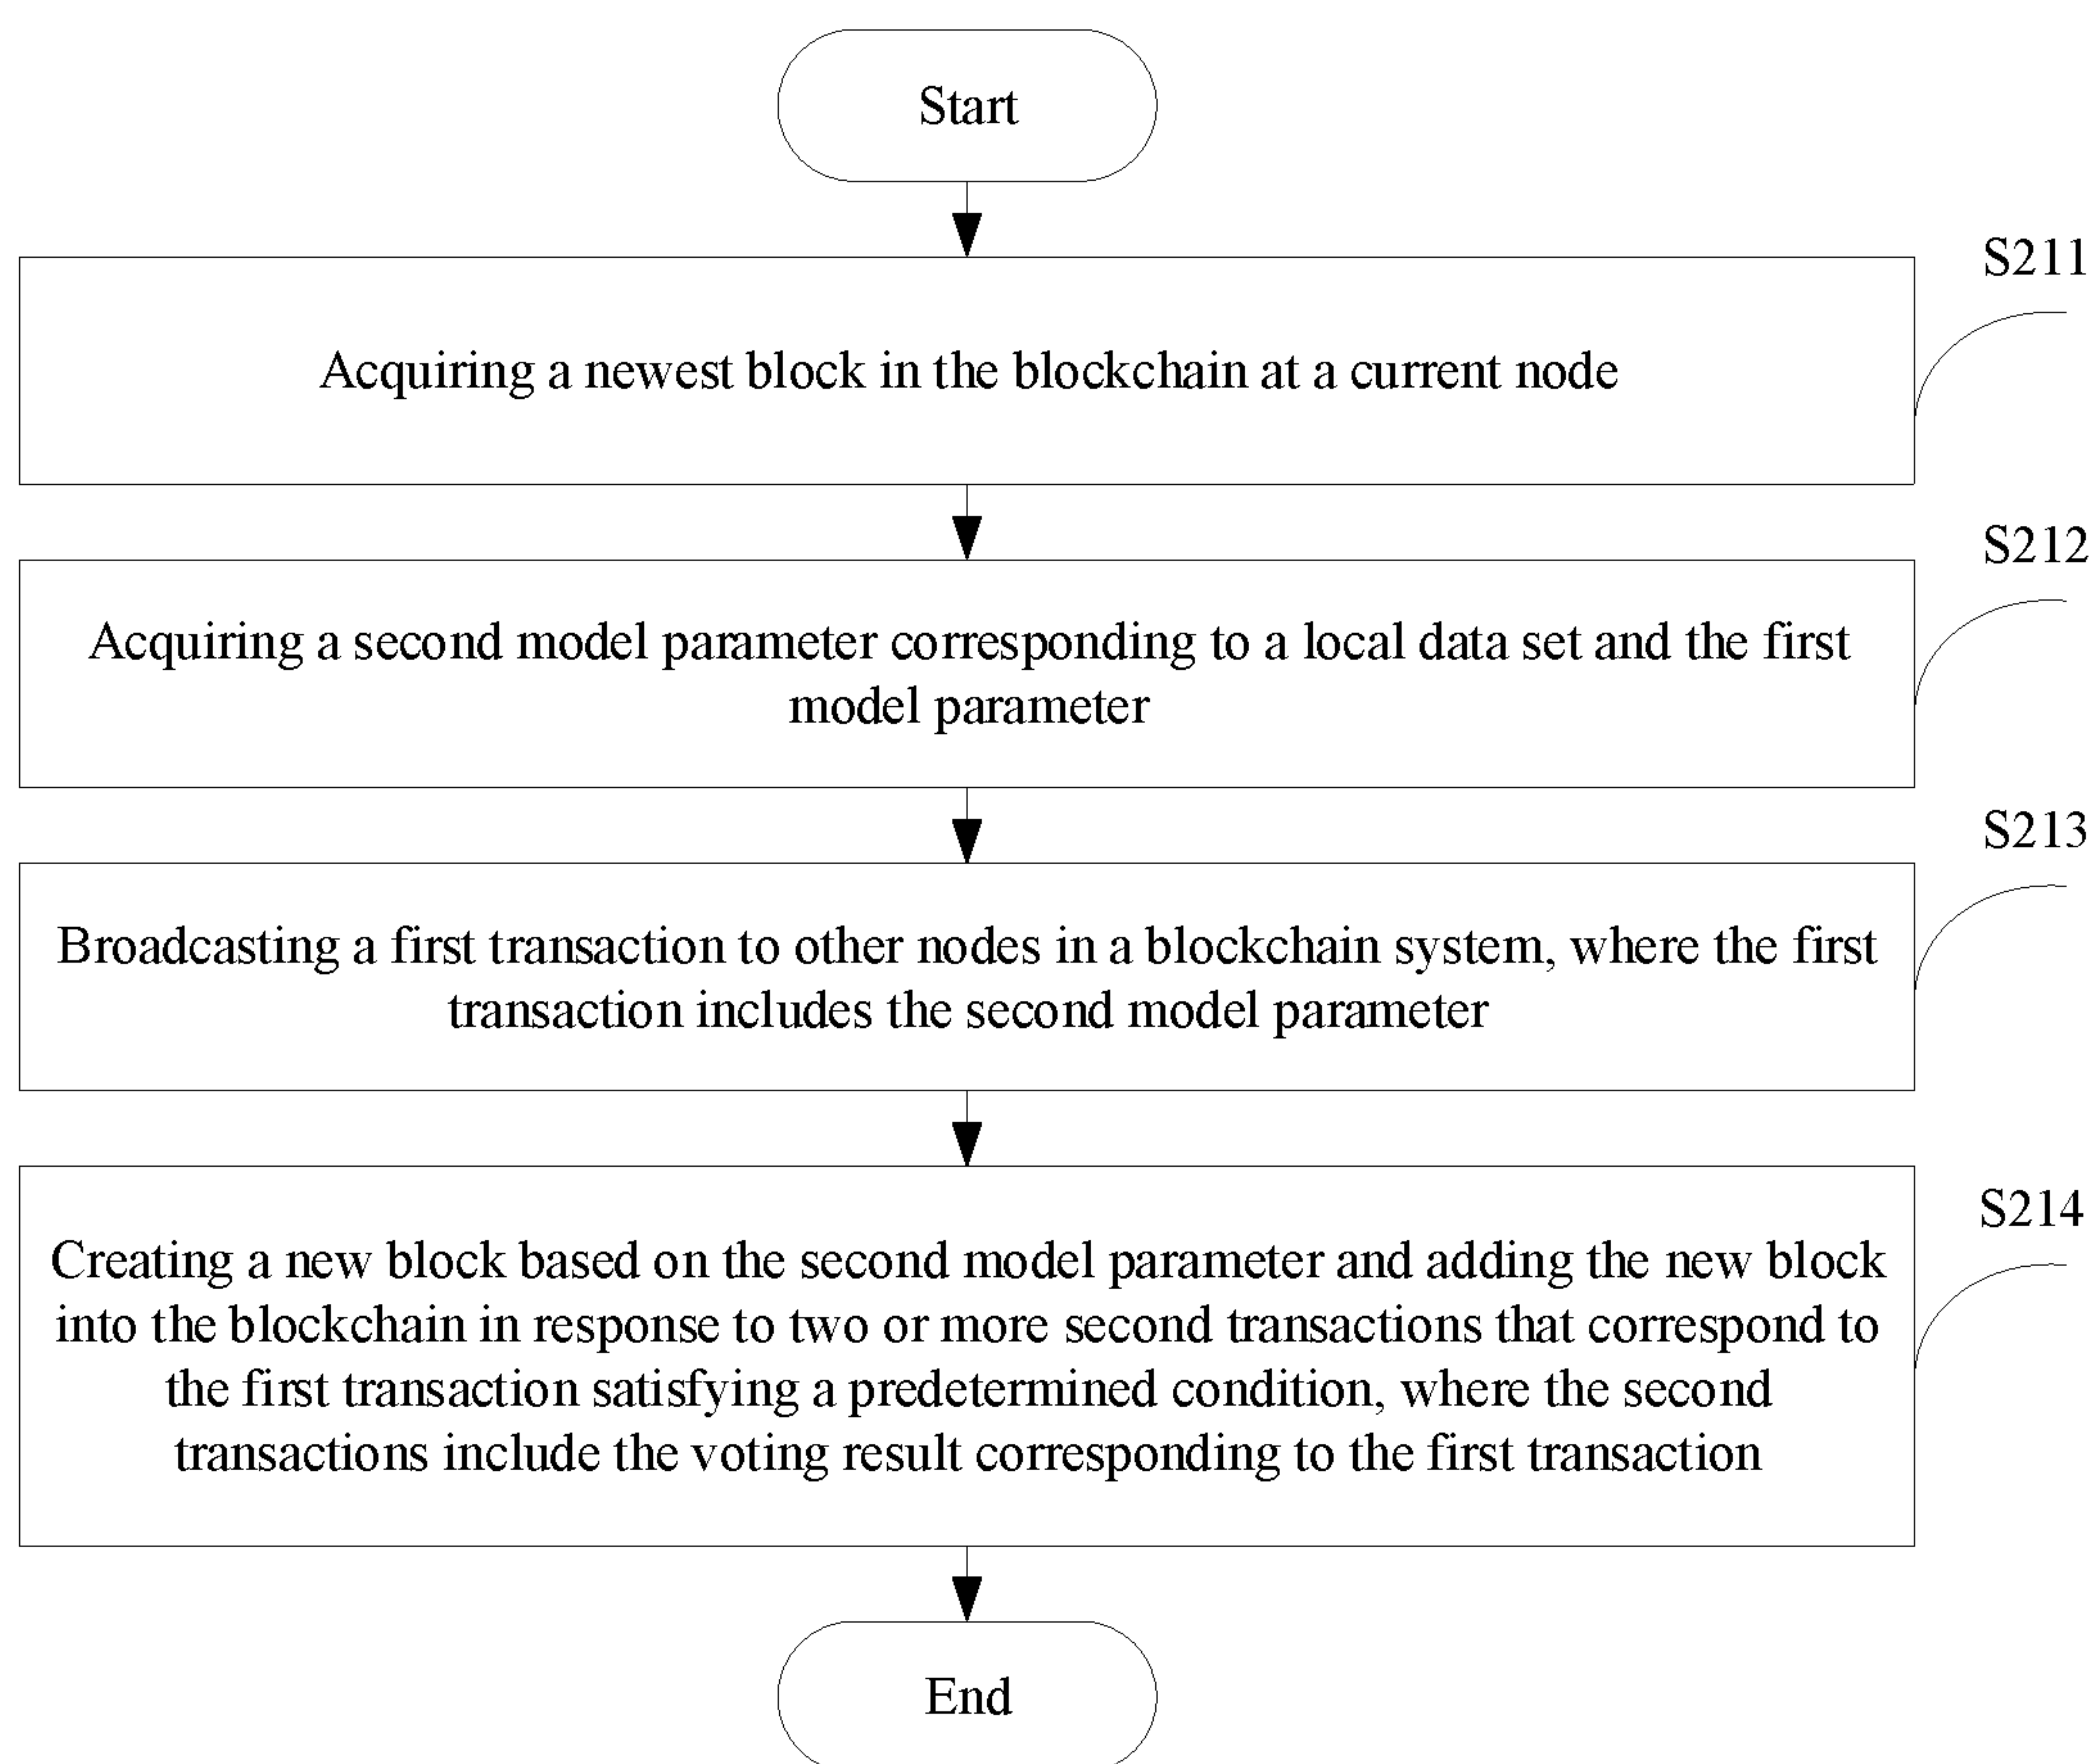 Start
S211
Acquiring a newest block in the blockchain at a current node
S212
Acquiring a second model parameter corresponding to a local data set and the first
model parameter
S213
Broadcasting a first transaction to other nodes in a blockchain system, where the first
transaction includes the second model parameter
S214
Creating a new block based on the second model parameter and adding the new block
into the blockchain in response to two or more second transactions that correspond to
the first transaction satisfying a predetermined condition, where the second
transactions include the voting result corresponding to the first transaction
End